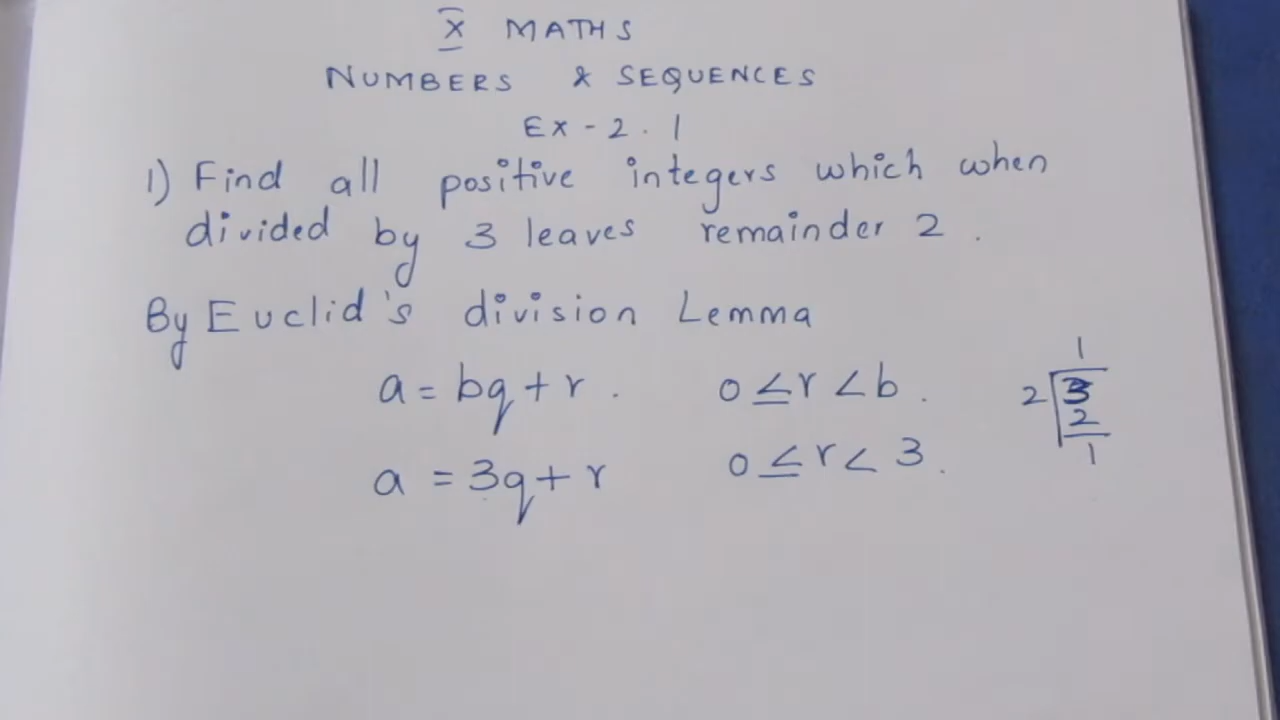 X MATHS
NUMBERS & SEQUENCES
Ex - 2.1
1) Find all positive integers which when
divided by 3 leaves remainder 2.
By Euclid's division Lemma
a = bq + r. 0 ≤ r < b.
a = 3q + r 0 ≤ r < 3.
1
2 3
2
1